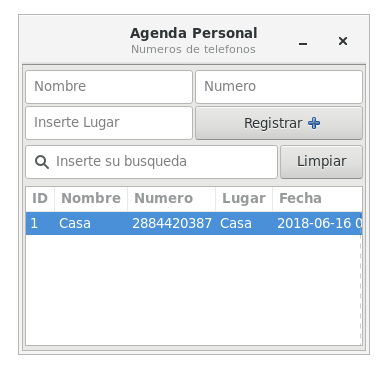 Agenda Personal
Numeros de telefonos
Nombre Numero
Inserte Lugar Registrar
Inserte su busqueda Limpiar
ID Nombre Numero Lugar Fecha
1 Casa 2884420387 Casa 2018-06-16 0